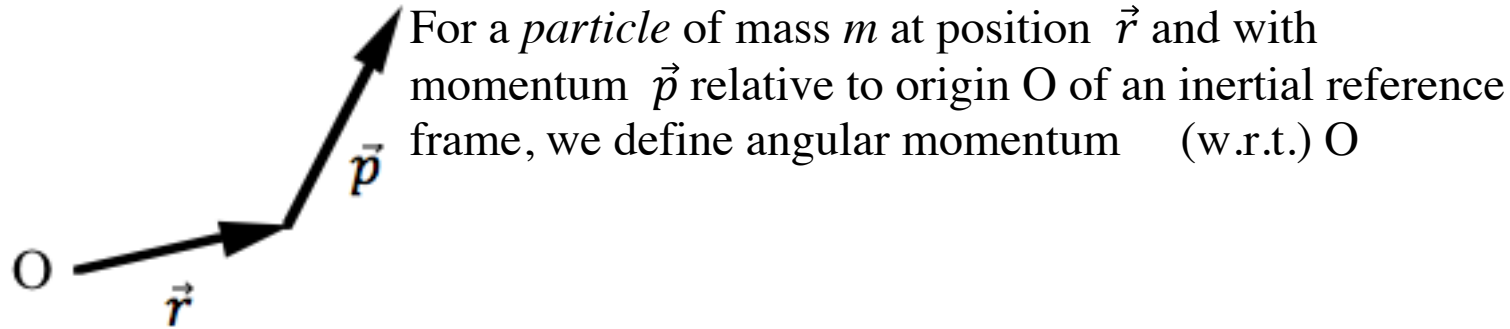 For a particle of mass m at position r⃗ and with
momentum p⃗ relative to origin O of an inertial reference
frame, we define angular momentum (w.r.t.) O
p⃗
O
r⃗